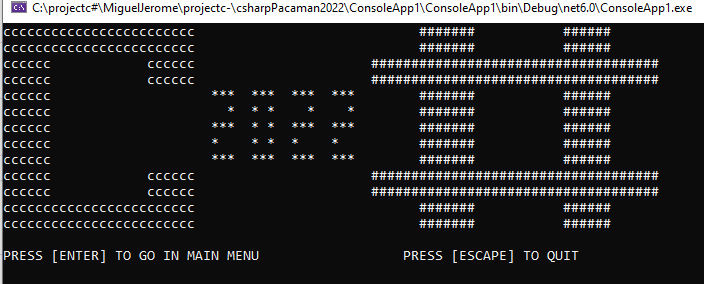 C:\projectc#\MiguelJerome\projectc-\csharpPacaman2022\ConsoleApp1\ConsoleApp1\bin\Debug\net6.0\ConsoleApp1.exe
cccccccccccccccccccccccc                            #######           ######
cccccccccccccccccccccccc                            #######           ######
cccccc            cccccc                      ####################################
cccccc            cccccc                      ####################################
cccccc                    ***  ***  ***  ***        #######           ######
cccccc                      *  * *    *    *        #######           ######
cccccc                    ***  * *  ***  ***        #######           ######
cccccc                    *    * *  *    *          #######           ######
cccccc                    ***  ***  ***  ***        #######           ######
cccccc            cccccc                      ####################################
cccccc            cccccc                      ####################################
cccccccccccccccccccccccc                            #######           ######
cccccccccccccccccccccccc                            #######           ######
PRESS [ENTER] TO GO IN MAIN MENU                  PRESS [ESCAPE] TO QUIT